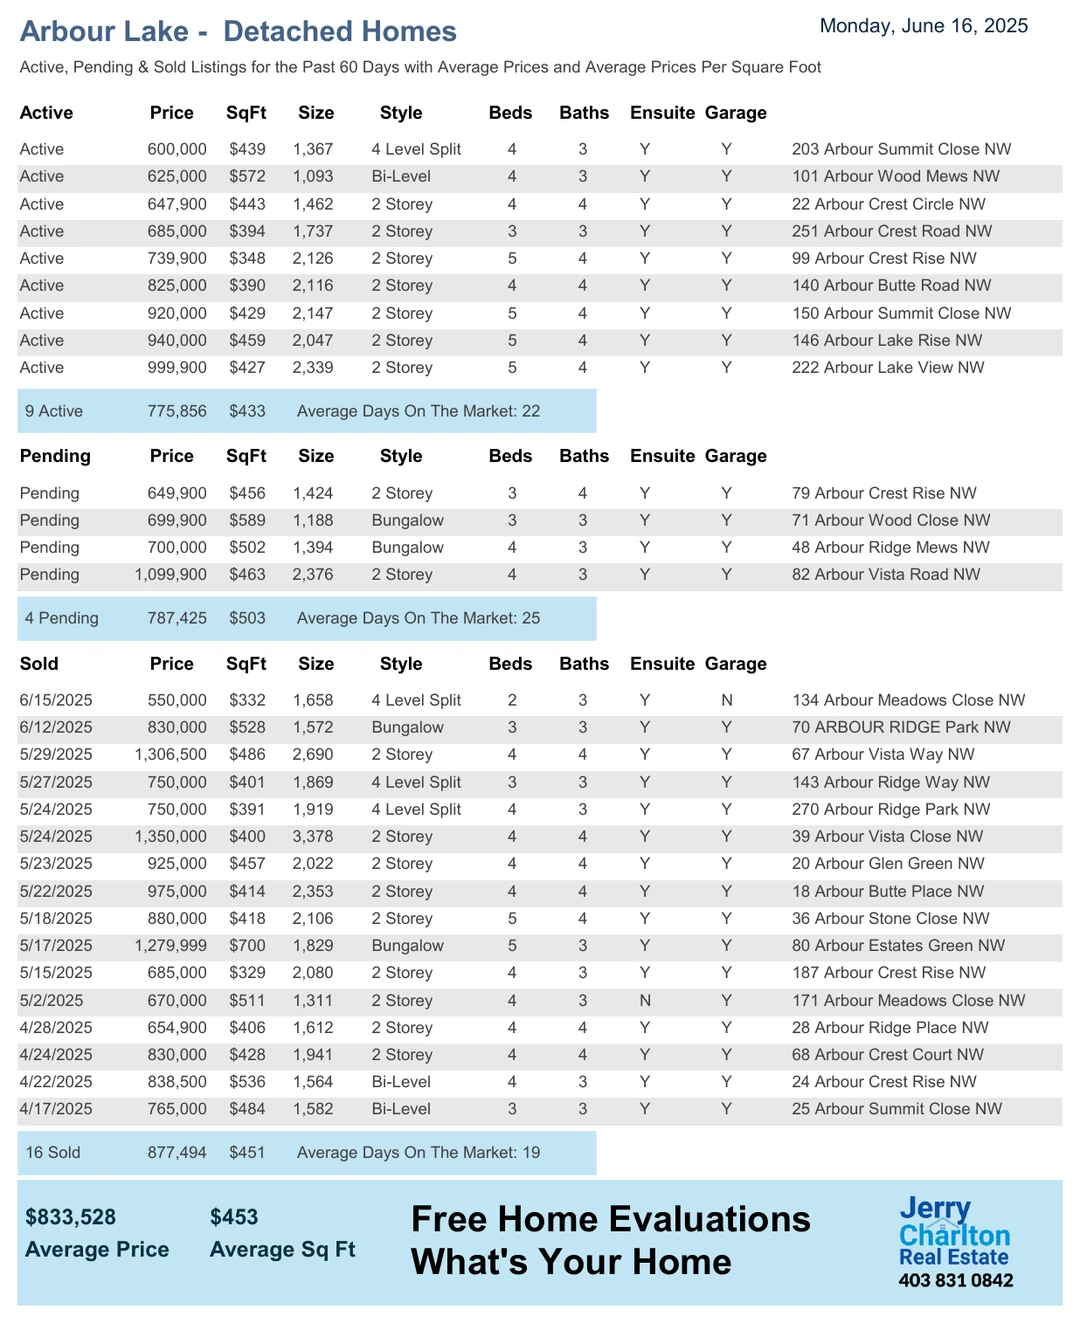 Arbour Lake - Detached Homes
Monday, June 16, 2025
Active, Pending & Sold Listings for the Past 60 Days with Average Prices and Average Prices Per Square Foot
Active Price SqFt Size Style Beds Baths Ensuite Garage
Active 600,000 $439 1,367 4 Level Split 4 3 Y Y 203 Arbour Summit Close NW
Active 625,000 $572 1,093 Bi-Level 4 3 Y Y 101 Arbour Wood Mews NW
Active 647,900 $443 1,462 2 Storey 4 4 Y Y 22 Arbour Crest Circle NW
Active 685,000 $394 1,737 2 Storey 3 3 Y Y 251 Arbour Crest Road NW
Active 739,900 $348 2,126 2 Storey 5 4 Y Y 99 Arbour Crest Rise NW
Active 825,000 $390 2,116 2 Storey 4 4 Y Y 140 Arbour Butte Road NW
Active 920,000 $429 2,147 2 Storey 5 4 Y Y 150 Arbour Summit Close NW
Active 940,000 $459 2,047 2 Storey 5 4 Y Y 146 Arbour Lake Rise NW
Active 999,900 $427 2,339 2 Storey 5 4 Y Y 222 Arbour Lake View NW
9 Active 775,856 $433 Average Days On The Market: 22
Pending Price SqFt Size Style Beds Baths Ensuite Garage
Pending 649,900 $456 1,424 2 Storey 3 4 Y Y 79 Arbour Crest Rise NW
Pending 699,900 $589 1,188 Bungalow 3 3 Y Y 71 Arbour Wood Close NW
Pending 700,000 $502 1,394 Bungalow 4 3 Y Y 48 Arbour Ridge Mews NW
Pending 1,099,900 $463 2,376 2 Storey 4 3 Y Y 82 Arbour Vista Road NW
4 Pending 787,425 $503 Average Days On The Market: 25
Sold Price SqFt Size Style Beds Baths Ensuite Garage
6/15/2025 550,000 $332 1,658 4 Level Split 2 3 Y N 134 Arbour Meadows Close NW
6/12/2025 830,000 $528 1,572 Bungalow 3 3 Y Y 70 ARBOUR RIDGE Park NW
5/29/2025 1,306,500 $486 2,690 2 Storey 4 4 Y Y 67 Arbour Vista Way NW
5/27/2025 750,000 $401 1,869 4 Level Split 3 3 Y Y 143 Arbour Ridge Way NW
5/24/2025 750,000 $391 1,919 4 Level Split 4 3 Y Y 270 Arbour Ridge Park NW
5/24/2025 1,350,000 $400 3,378 2 Storey 4 4 Y Y 39 Arbour Vista Close NW
5/23/2025 925,000 $457 2,022 2 Storey 4 4 Y Y 20 Arbour Glen Green NW
5/22/2025 975,000 $414 2,353 2 Storey 4 4 Y Y 18 Arbour Butte Place NW
5/18/2025 880,000 $418 2,106 2 Storey 5 4 Y Y 36 Arbour Stone Close NW
5/17/2025 1,279,999 $700 1,829 Bungalow 5 3 Y Y 80 Arbour Estates Green NW
5/15/2025 685,000 $329 2,080 2 Storey 4 3 Y Y 187 Arbour Crest Rise NW
5/2/2025 670,000 $511 1,311 2 Storey 4 3 N Y 171 Arbour Meadows Close NW
4/28/2025 654,900 $406 1,612 2 Storey 4 4 Y Y 28 Arbour Ridge Place NW
4/24/2025 830,000 $428 1,941 2 Storey 4 4 Y Y 68 Arbour Crest Court NW
4/22/2025 838,500 $536 1,564 Bi-Level 4 3 Y Y 24 Arbour Crest Rise NW
4/17/2025 765,000 $484 1,582 Bi-Level 3 3 Y Y 25 Arbour Summit Close NW
16 Sold 877,494 $451 Average Days On The Market: 19
$833,528 $453
Average Price Average Sq Ft
Free Home Evaluations
What's Your Home
Jerry
Charlton
Real Estate
403 831 0842